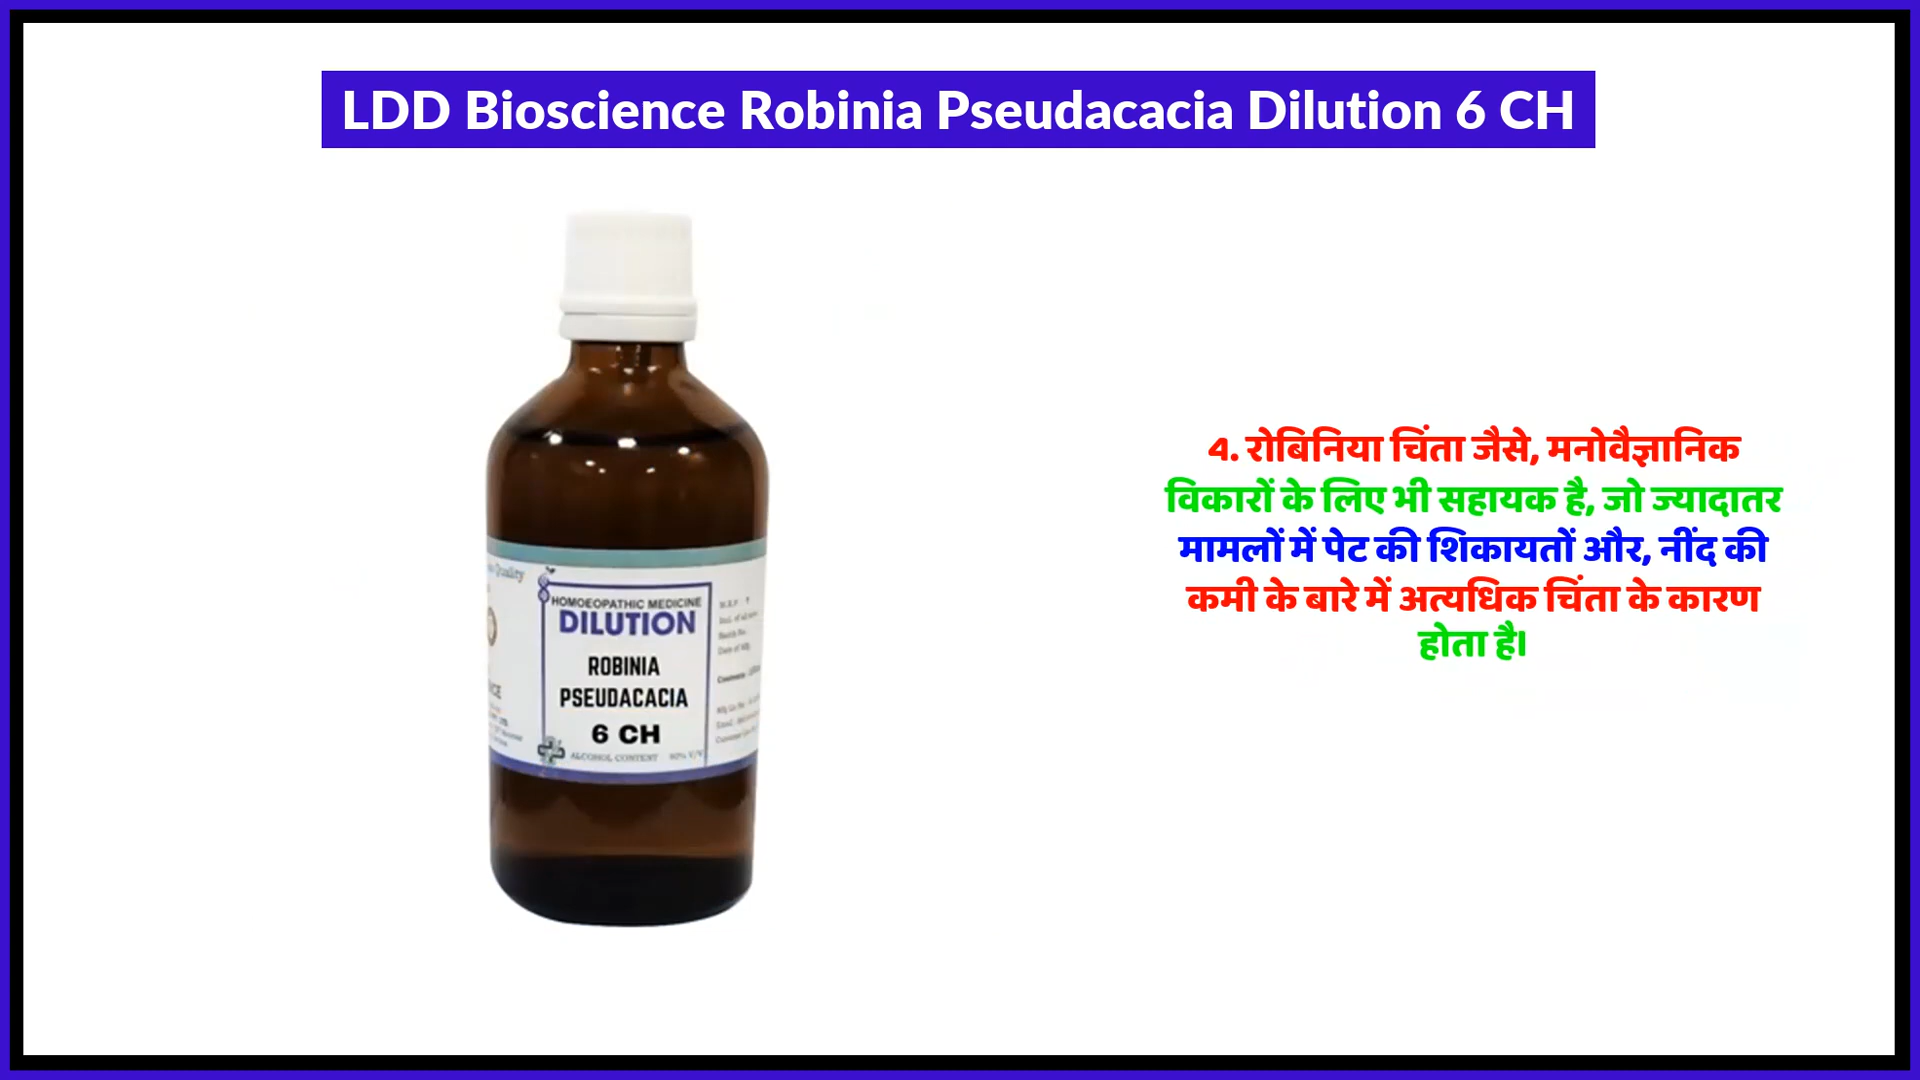 LDD Bioscience Robinia Pseudacacia Dilution 6 CH
4. रोबिनिया चिंता जैसे, मनोवैज्ञानिक
विकारों के लिए भी सहायक है, जो ज्यादातर
मामलों में पेट की शिकायतों और, नींद की
कमी के बारे में अत्यधिक चिंता के कारण
होता है।
Quality
HOMOEOPATHIC MEDICINE
DILUTION
ROBINIA
PSEUDACACIA
6 CH
ALCOHOL CONTENT